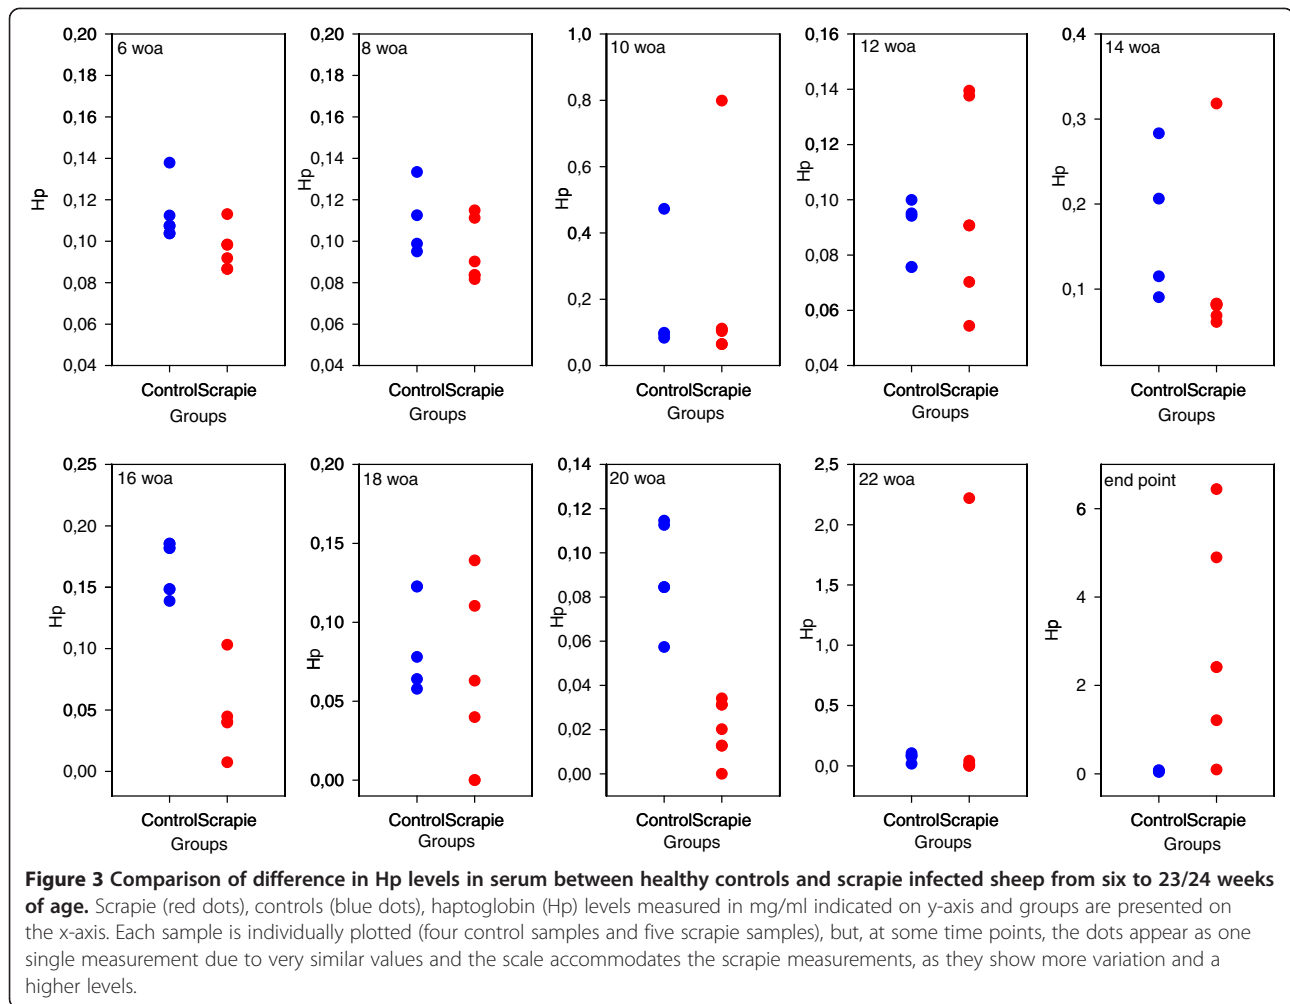 6 woa
0,20
0,18
0,16
0,14
0,12
0,10
0,08
0,06
0,04
Hp
ControlScrapie
Groups
8 woa
0,20
0,18
0,16
0,14
0,12
0,10
0,08
0,06
0,04
Hp
ControlScrapie
Groups
10 woa
1,0
0,8
0,6
0,4
0,2
0,0
Hp
ControlScrapie
Groups
12 woa
0,16
0,14
0,12
0,10
0,08
0,06
0,04
Hp
ControlScrapie
Groups
14 woa
0,4
0,3
0,2
0,1
Hp
ControlScrapie
Groups
16 woa
0,25
0,20
0,15
0,10
0,05
0,00
Hp
ControlScrapie
Groups
18 woa
0,20
0,15
0,10
0,05
0,00
Hp
ControlScrapie
Groups
20 woa
0,14
0,12
0,10
0,08
0,06
0,04
0,02
0,00
Hp
ControlScrapie
Groups
22 woa
2,5
2,0
1,5
1,0
0,5
0,0
Hp
ControlScrapie
Groups
end point
6
4
2
0
Hp
ControlScrapie
Groups
Figure 3 Comparison of difference in Hp levels in serum between healthy controls and scrapie infected sheep from six to 23/24 weeks
of age. Scrapie (red dots), controls (blue dots), haptoglobin (Hp) levels measured in mg/ml indicated on y-axis and groups are presented on
the x-axis. Each sample is individually plotted (four control samples and five scrapie samples), but, at some time points, the dots appear as one
single measurement due to very similar values and the scale accommodates the scrapie measurements, as they show more variation and a
higher levels.